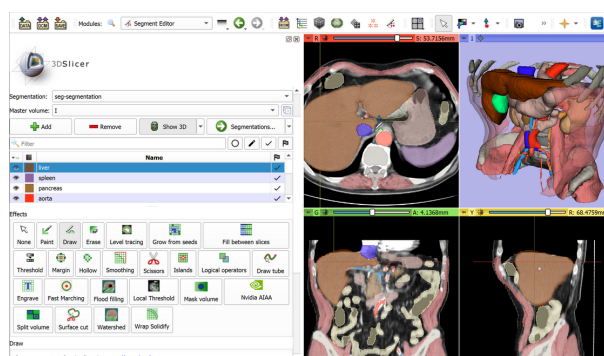 DATA DCM SAVE Modules: Segment Editor
3DSlicer
Segmentation: seg-segmentation
Master volume: I
Add Remove Show 3D Segmentations...
Filter
Name
liver
spleen
pancreas
aorta
Effects
None Paint Draw Erase Level tracing Grow from seeds Fill between slices
Threshold Margin Hollow Smoothing Scissors Islands Logical operators Draw tube
Engrave Fast Marching Flood filling Local Threshold Mask volume Nvidia AIAA
Split volume Surface cut Watershed Wrap Solidify
Draw
R S: 53.7156mm
1
G A: 4.1368mm
Y R: 68.4759mm